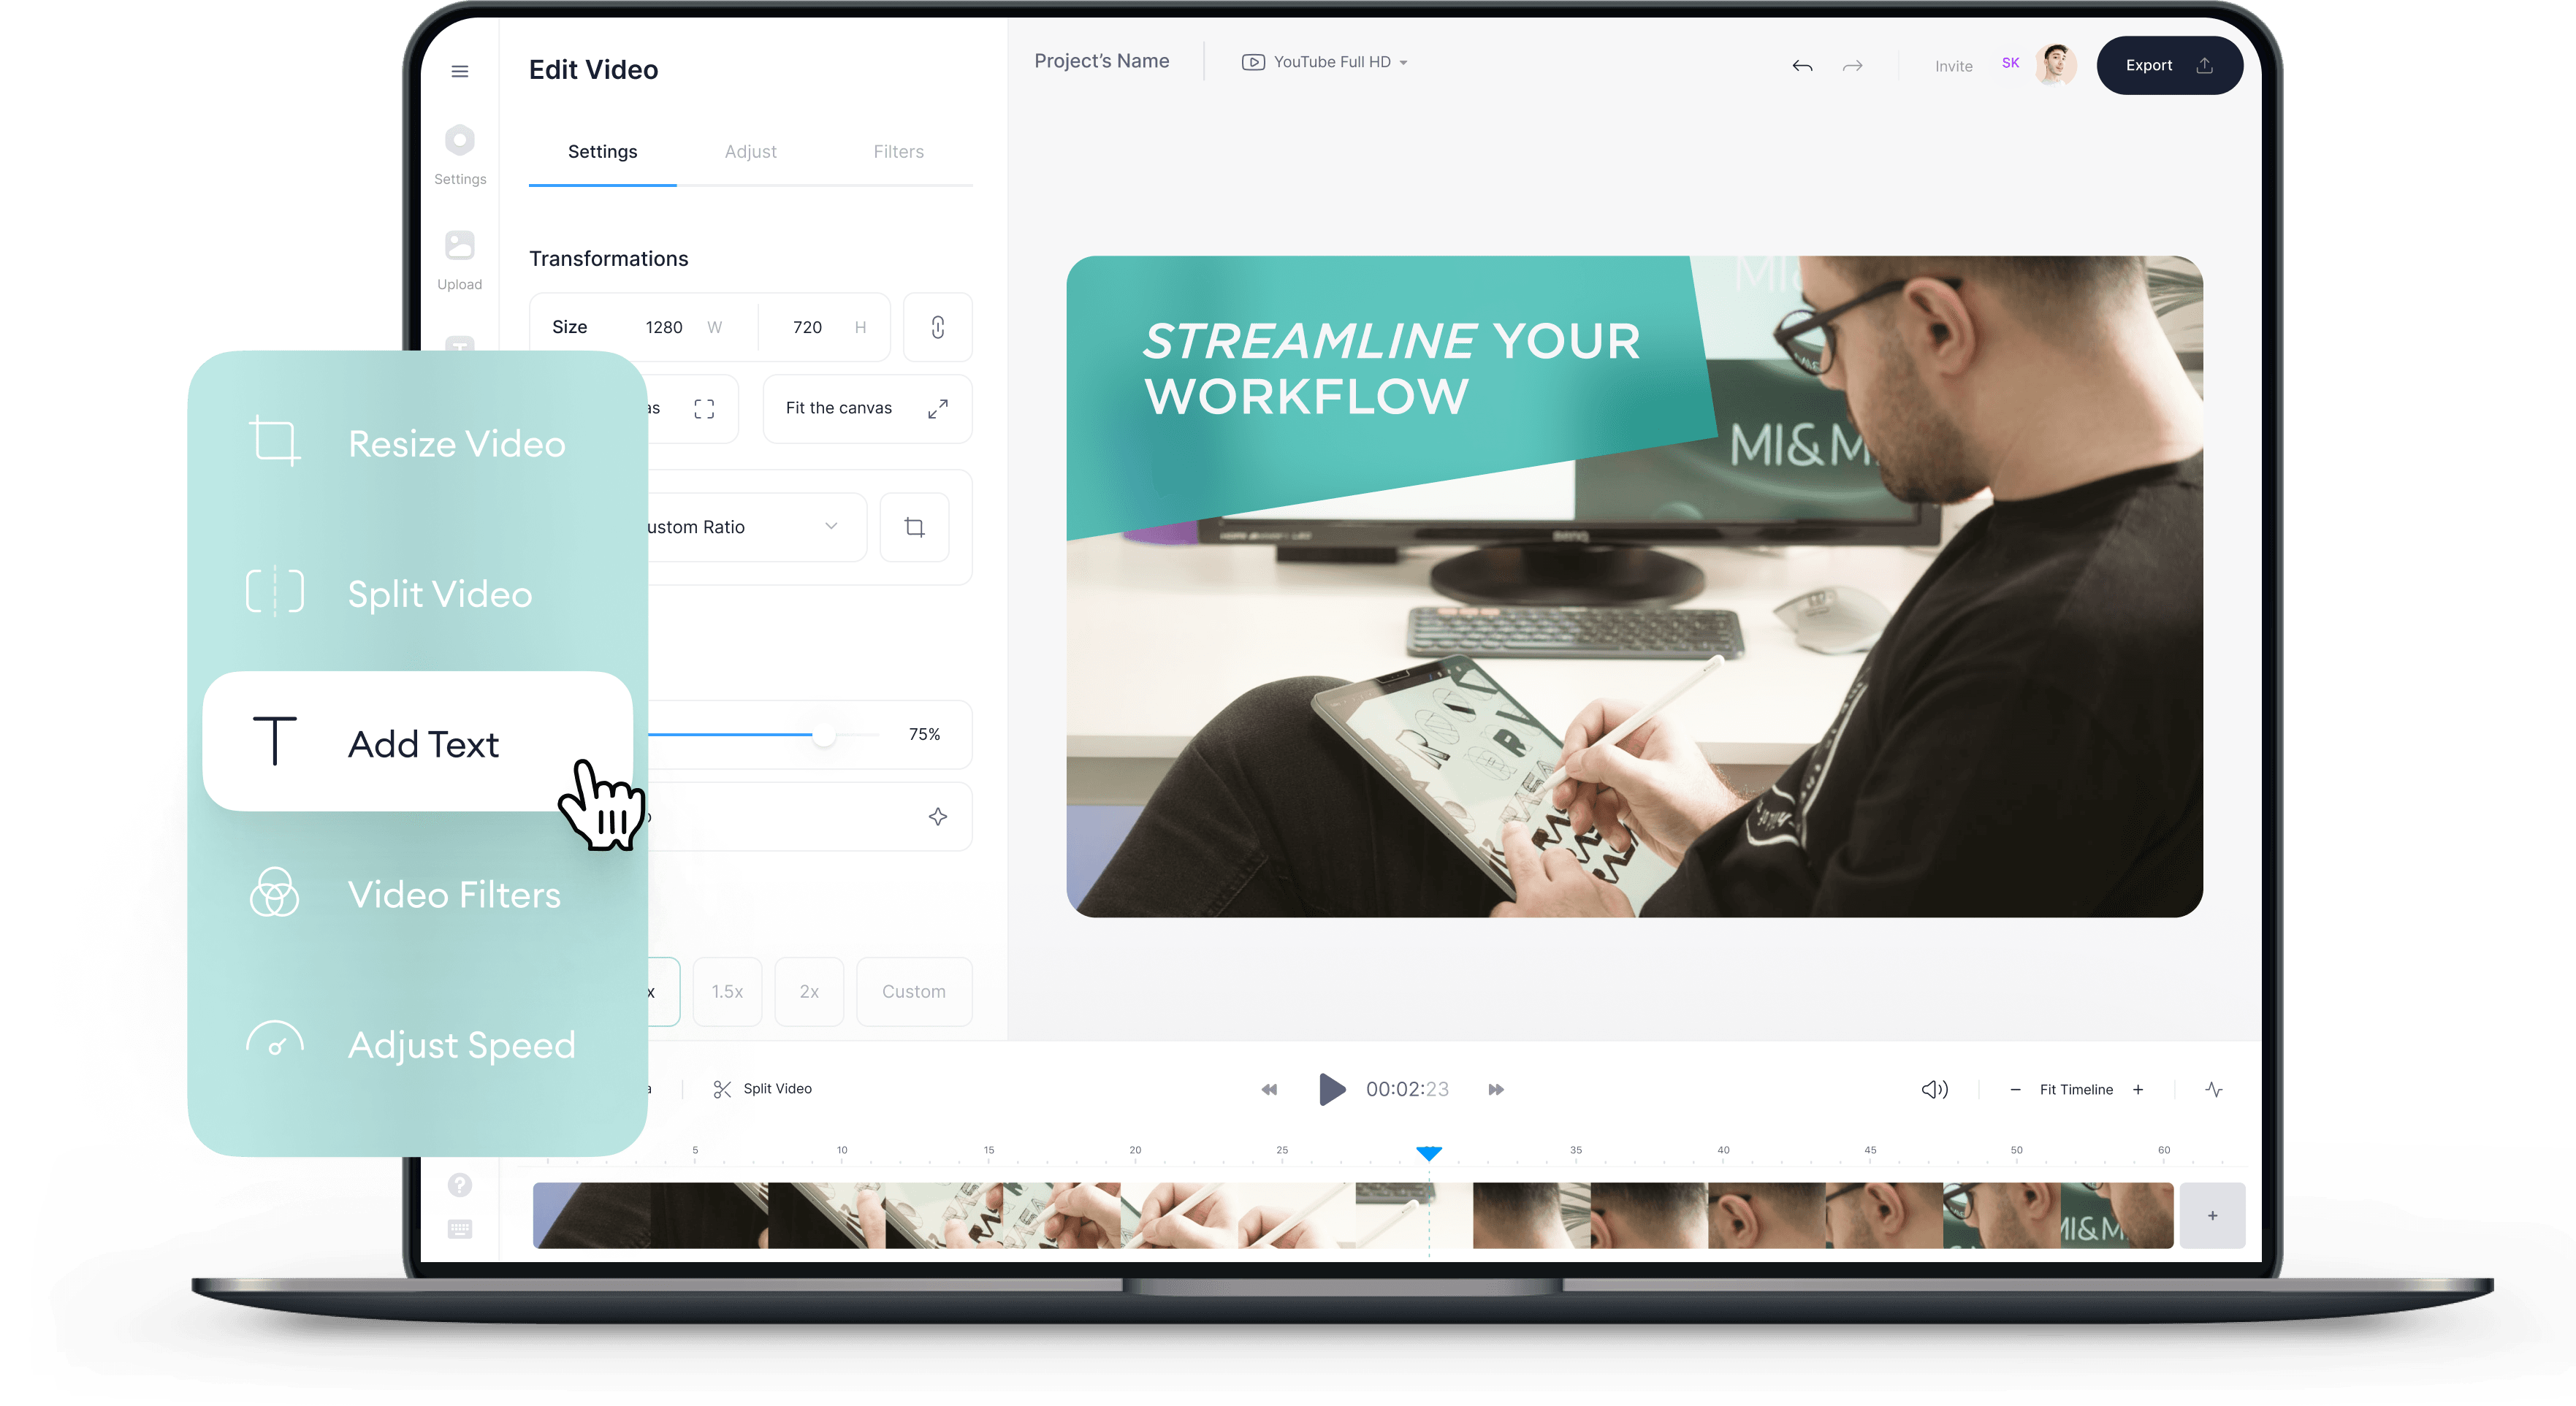 Edit Video
Project's Name
YouTube Full HD
Invite
SK
Export
Settings
Adjust
Filters
Settings
Upload
Transformations
Size 1280 W 720 H
Fit the canvas
Custom Ratio
75%
1.5x
2x
Custom
Resize Video
Split Video
Add Text
Video Filters
Adjust Speed
STREAMLINE YOUR
WORKFLOW
MI&M
BenQ
Split Video
00:02:23
Fit Timeline
5 10 15 20 25 35 40 45 50 60
MI&M